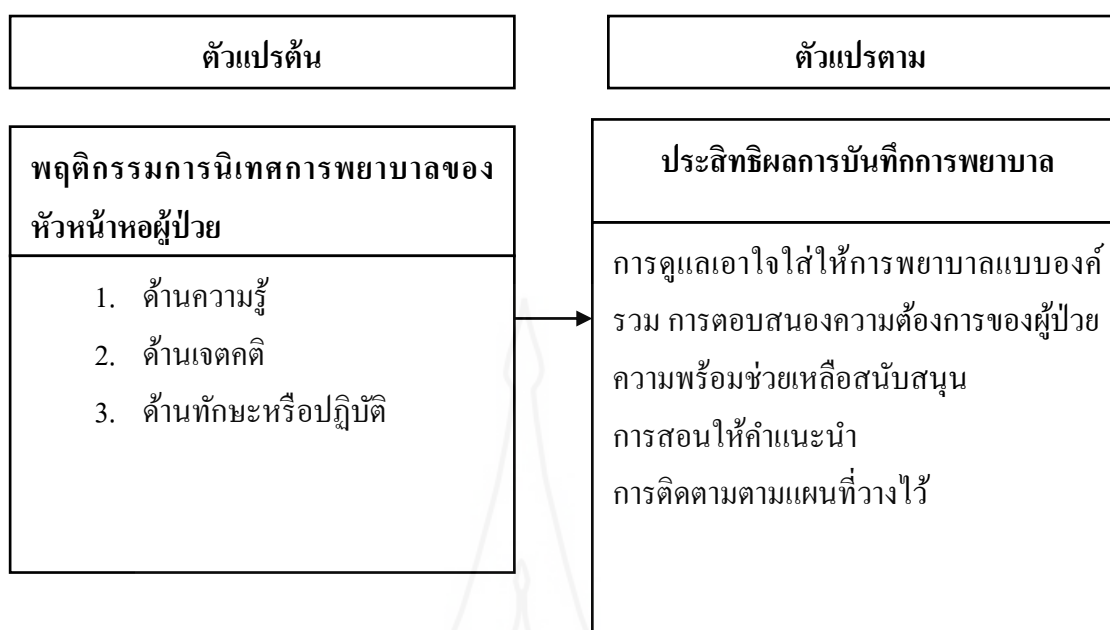 ตัวแปรต้น
ตัวแปรตาม
พฤติกรรมการนิเทศการพยาบาลของ
หัวหน้าหอผู้ป่วย
1. ด้านความรู้
2. ด้านเจตคติ
3. ด้านทักษะหรือปฏิบัติ
ประสิทธิผลการบันทึกการพยาบาล
การดูแลเอาใจใส่ให้การพยาบาลแบบองค์
รวม การตอบสนองความต้องการของผู้ป่วย
ความพร้อมช่วยเหลือสนับสนุน
การสอนให้คำแนะนำ
การติดตามตามแผนที่วางไว้